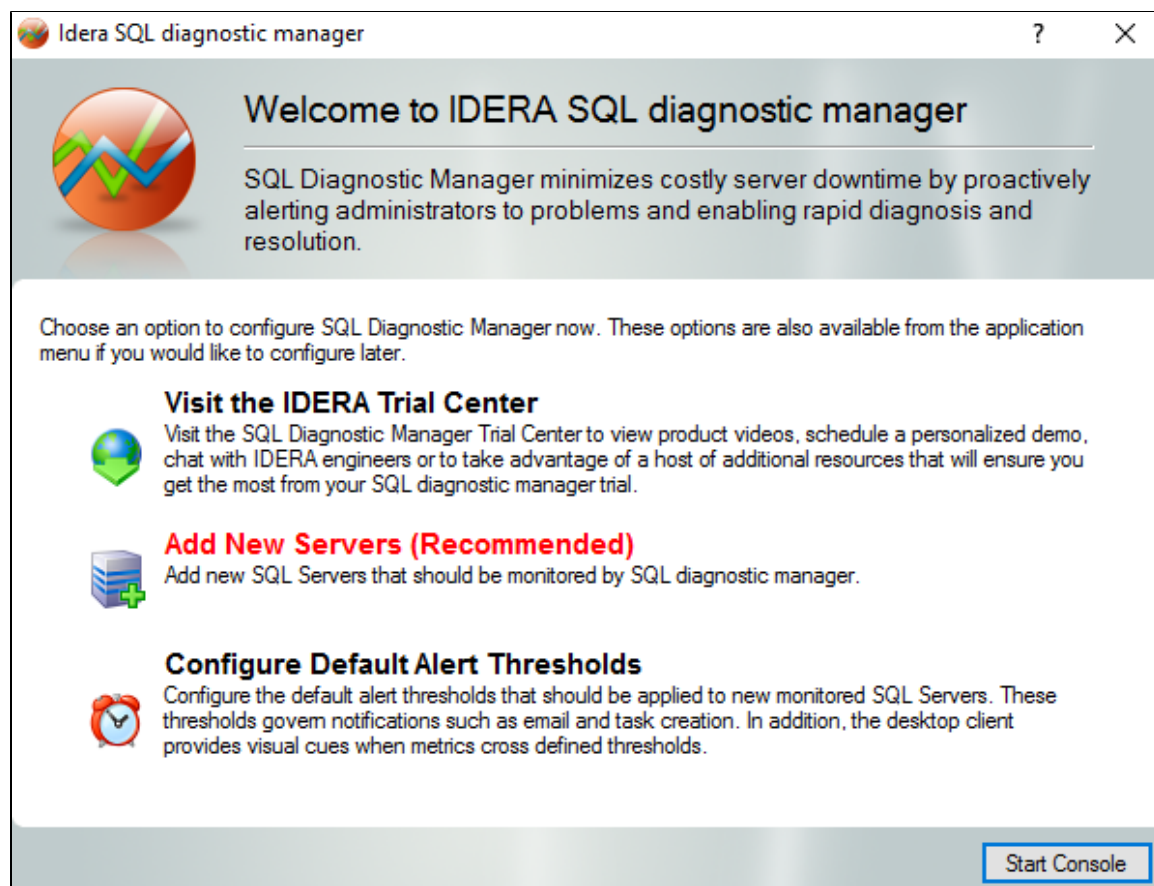 Idera SQL diagnostic manager
?
Welcome to IDERA SQL diagnostic manager
SQL Diagnostic Manager minimizes costly server downtime by proactively
alerting administrators to problems and enabling rapid diagnosis and
resolution.
Choose an option to configure SQL Diagnostic Manager now. These options are also available from the application
menu if you would like to configure later.
Visit the IDERA Trial Center
Visit the SQL Diagnostic Manager Trial Center to view product videos, schedule a personalized demo,
chat with IDERA engineers or to take advantage of a host of additional resources that will ensure you
get the most from your SQL diagnostic manager trial.
Add New Servers (Recommended)
Add new SQL Servers that should be monitored by SQL diagnostic manager.
Configure Default Alert Thresholds
Configure the default alert thresholds that should be applied to new monitored SQL Servers. These
thresholds govern notifications such as email and task creation. In addition, the desktop client
provides visual cues when metrics cross defined thresholds.
Start Console